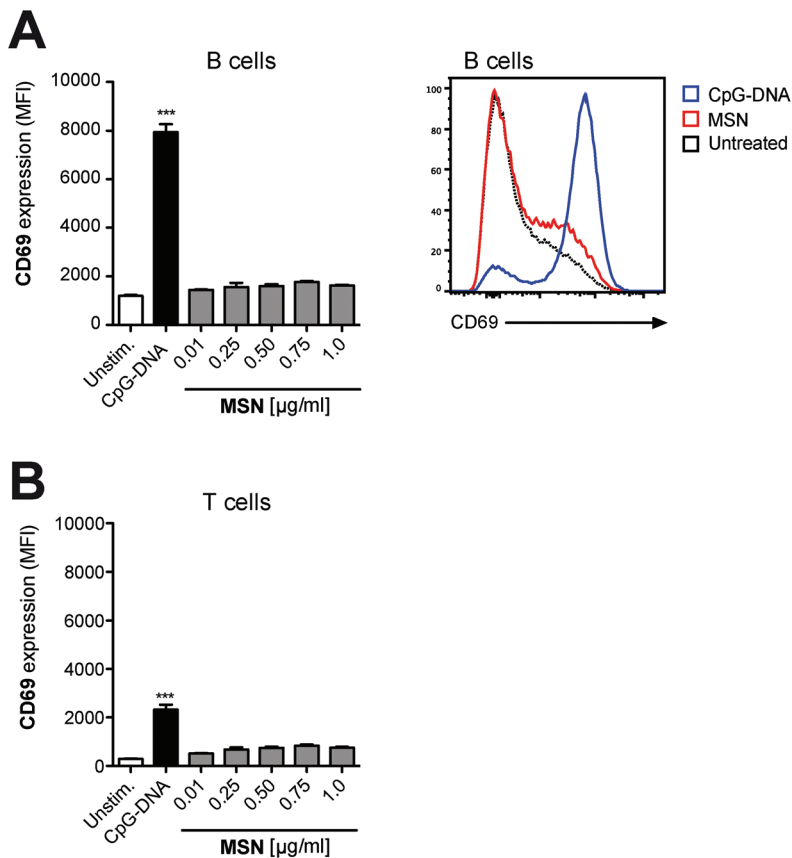 A
B cells
CD69 expression (MFI)
10000
8000
6000
4000
2000
0
***
Unstim.
CpG-DNA
0.01
0.25
0.50
0.75
1.0
MSN [µg/ml]
B cells
100
80
60
40
20
0
CD69
CpG-DNA
MSN
Untreated
B
T cells
CD69 expression (MFI)
10000
8000
6000
4000
2000
0
***
Unstim.
CpG-DNA
0.01
0.25
0.50
0.75
1.0
MSN [µg/ml]